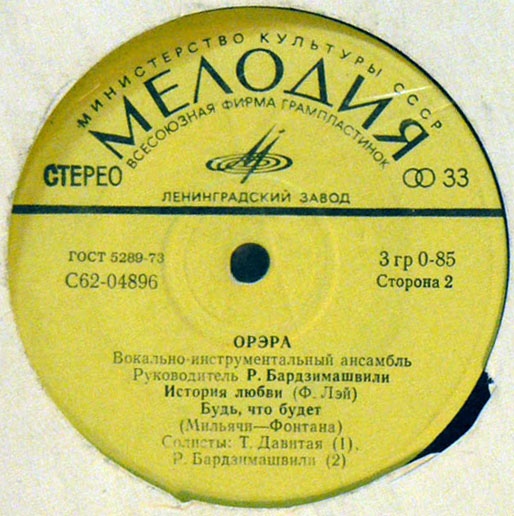 МИНИСТЕРСТВО КУЛЬТУРЫ СССР
МЕЛОДИЯ
ВСЕСОЮЗНАЯ ФИРМА ГРАМПЛАСТИНОК
СТЕРЕО
33
ЛЕНИНГРАДСКИЙ ЗАВОД
ГОСТ 5289-73
3 гр 0-85
С62-04896
Сторона 2
ОРЭРА
Вокально-инструментальный ансамбль
Руководитель Р. Бардзимашвили
История любви (Ф. Лэй)
Будь, что будет
(Мильячи—Фонтана)
Солисты: Т. Давитая (1),
Р. Бардзимашвили (2)